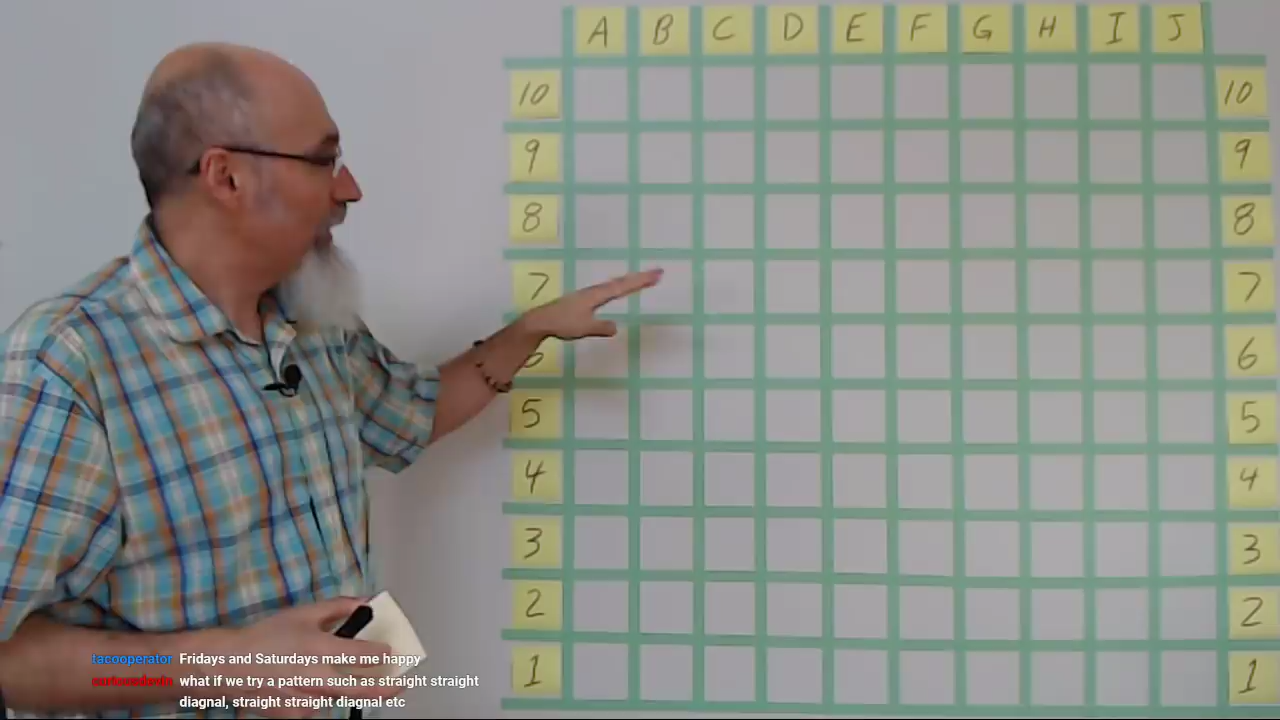 A B C D E F G H I J
10 10
9 9
8 8
7 7
6 6
5 5
4 4
3 3
2 2
1 1
tacooperator Fridays and Saturdays make me happy
what if we try a pattern such as straight straight
diagnal, straight straight diagnal etc